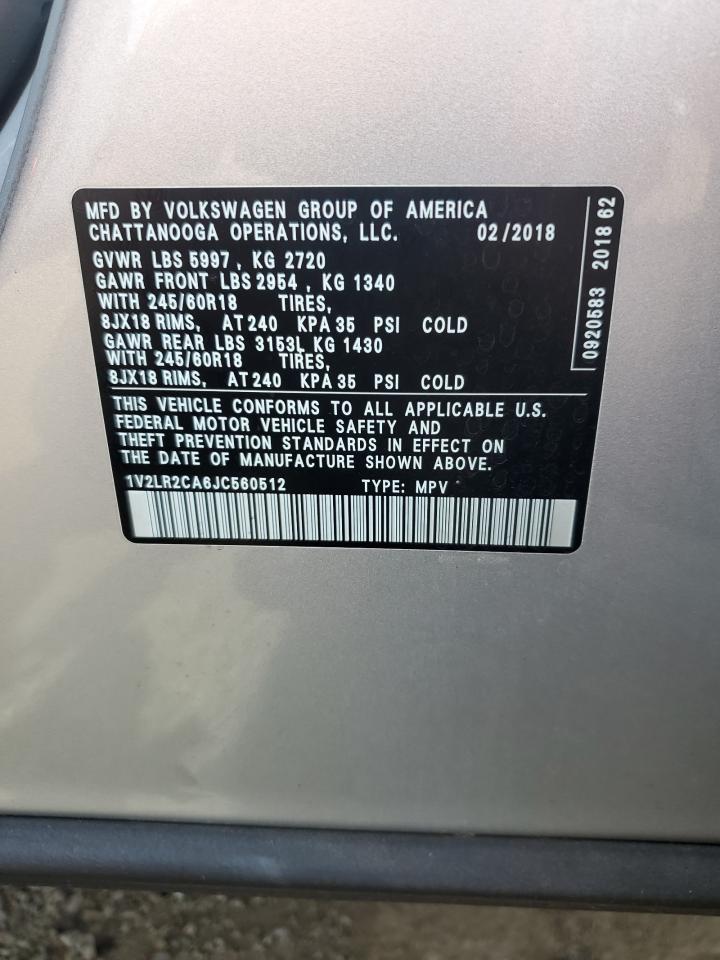 MFD BY VOLKSWAGEN GROUP OF AMERICA
CHATTANOOGA OPERATIONS, LLC. 02/2018
GVWR LBS 5997, KG 2720
GAWR FRONT LBS 2954, KG 1340
WITH 245/60R18 TIRES,
8JX18 RIMS, AT 240 KPA 35 PSI COLD
GAWR REAR LBS 3153L KG 1430
WITH 245/60R18 TIRES,
8JX18 RIMS, AT 240 KPA 35 PSI COLD
THIS VEHICLE CONFORMS TO ALL APPLICABLE U.S.
FEDERAL MOTOR VEHICLE SAFETY AND
THEFT PREVENTION STANDARDS IN EFFECT ON
THE DATE OF MANUFACTURE SHOWN ABOVE.
1V2LR2CA6JC560512 TYPE: MPV
0920583 2018 62